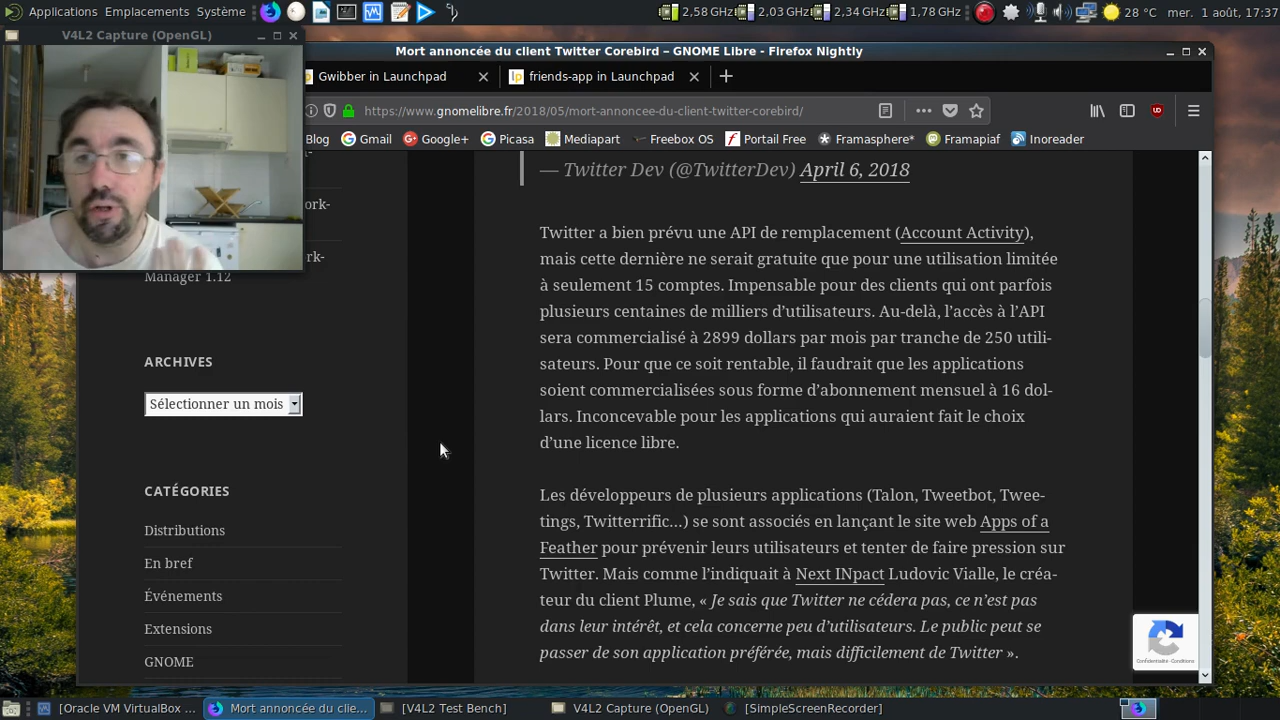 Applications Emplacements Système 2,58 GHz 2,03 GHz 2,34 GHz 1,78 GHz 28 °C mer. 1 août, 17:37
V4L2 Capture (OpenGL)
Mort annoncée du client Twitter Corebird – GNOME Libre - Firefox Nightly
Gwibber in Launchpad
friends-app in Launchpad
https://www.gnomelibre.fr/2018/05/mort-annoncee-du-client-twitter-corebird/
Blog Gmail Google+ Picasa Mediapart Freebox OS Portail Free Framasphere* Framapiaf Inoreader
ork-
rk-
Manager 1.12
ARCHIVES
Sélectionner un mois
CATÉGORIES
Distributions
En bref
Événements
Extensions
GNOME
— Twitter Dev (@TwitterDev) April 6, 2018
Twitter a bien prévu une API de remplacement (Account Activity),
mais cette dernière ne serait gratuite que pour une utilisation limitée
à seulement 15 comptes. Impensable pour des clients qui ont parfois
plusieurs centaines de milliers d’utilisateurs. Au-delà, l’accès à l’API
sera commercialisé à 2899 dollars par mois par tranche de 250 utili-
sateurs. Pour que ce soit rentable, il faudrait que les applications
soient commercialisées sous forme d’abonnement mensuel à 16 dol-
lars. Inconcevable pour les applications qui auraient fait le choix
d’une licence libre.
Les développeurs de plusieurs applications (Talon, Tweetbot, Twee-
tings, Twitterrific…) se sont associés en lançant le site web Apps of a
Feather pour prévenir leurs utilisateurs et tenter de faire pression sur
Twitter. Mais comme l’indiquait à Next INpact Ludovic Vialle, le créa-
teur du client Plume, « Je sais que Twitter ne cédera pas, ce n’est pas
dans leur intérêt, et cela concerne peu d’utilisateurs. Le public peut se
passer de son application préférée, mais difficilement de Twitter ».
Confidentialité - Conditions
[Oracle VM VirtualBox ... Mort annoncée du clie... [V4L2 Test Bench] V4L2 Capture (OpenGL) [SimpleScreenRecorder]